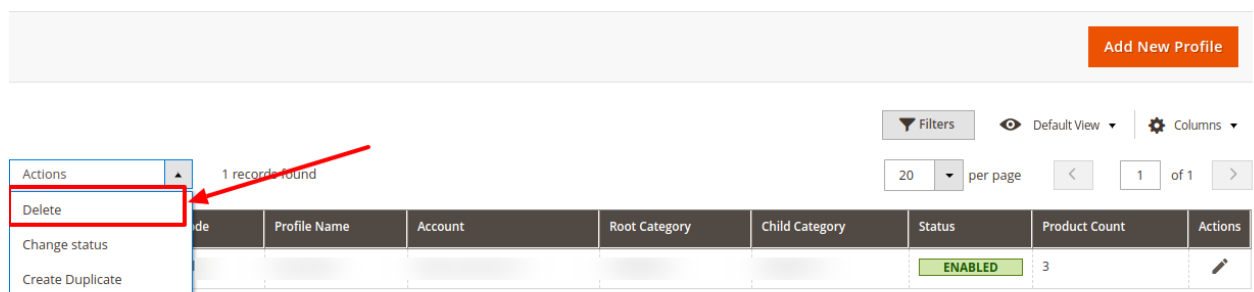 Add New Profile
Filters Default View Columns
Actions 1 records found 20 per page 1 of 1
Delete
Change status
Create Duplicate
Profile Name Account Root Category Child Category Status Product Count Actions
ENABLED 3